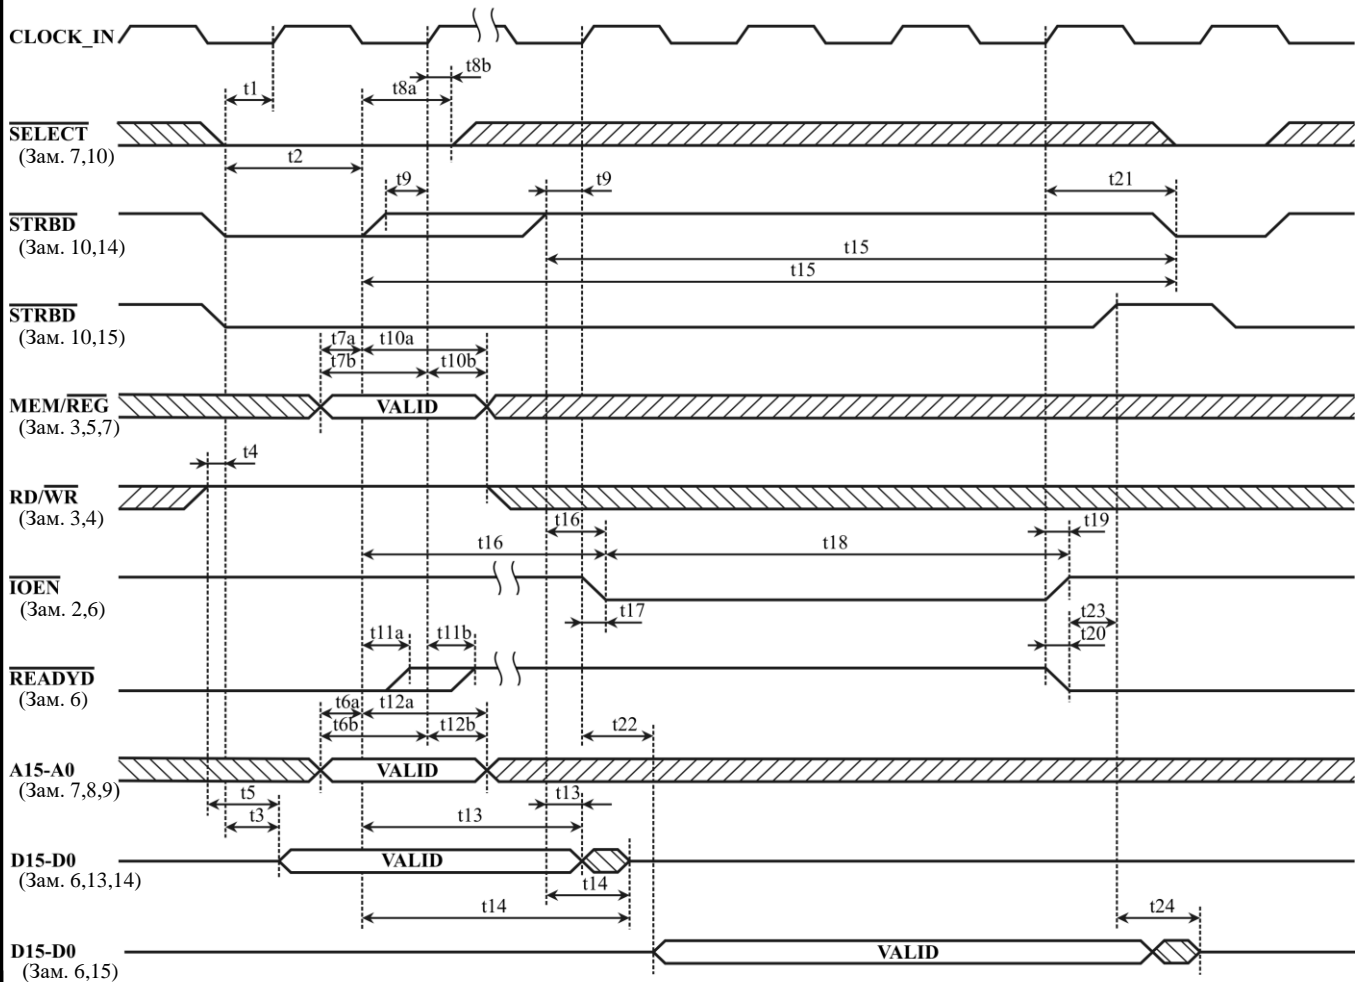 CLOCK_IN
t8b
t1
t8a
SELECT
(Зам. 7,10)
t2
t9
t9
t21
STRBD
(Зам. 10,14)
t15
t15
STRBD
(Зам. 10,15)
t7a
t10a
t7b
t10b
MEM/REG
VALID
(Зам. 3,5,7)
t4
RD/WR
(Зам. 3,4)
t16
t19
t16
t18
IOEN
(Зам. 2,6)
t17
t23
t11a
t11b
t20
READYD
(Зам. 6)
t6a
t12a
t6b
t12b
t22
A15-A0
VALID
(Зам. 7,8,9)
t5
t13
t3
t13
D15-D0
VALID
(Зам. 6,13,14)
t14
t14
t24
D15-D0
VALID
(Зам. 6,15)